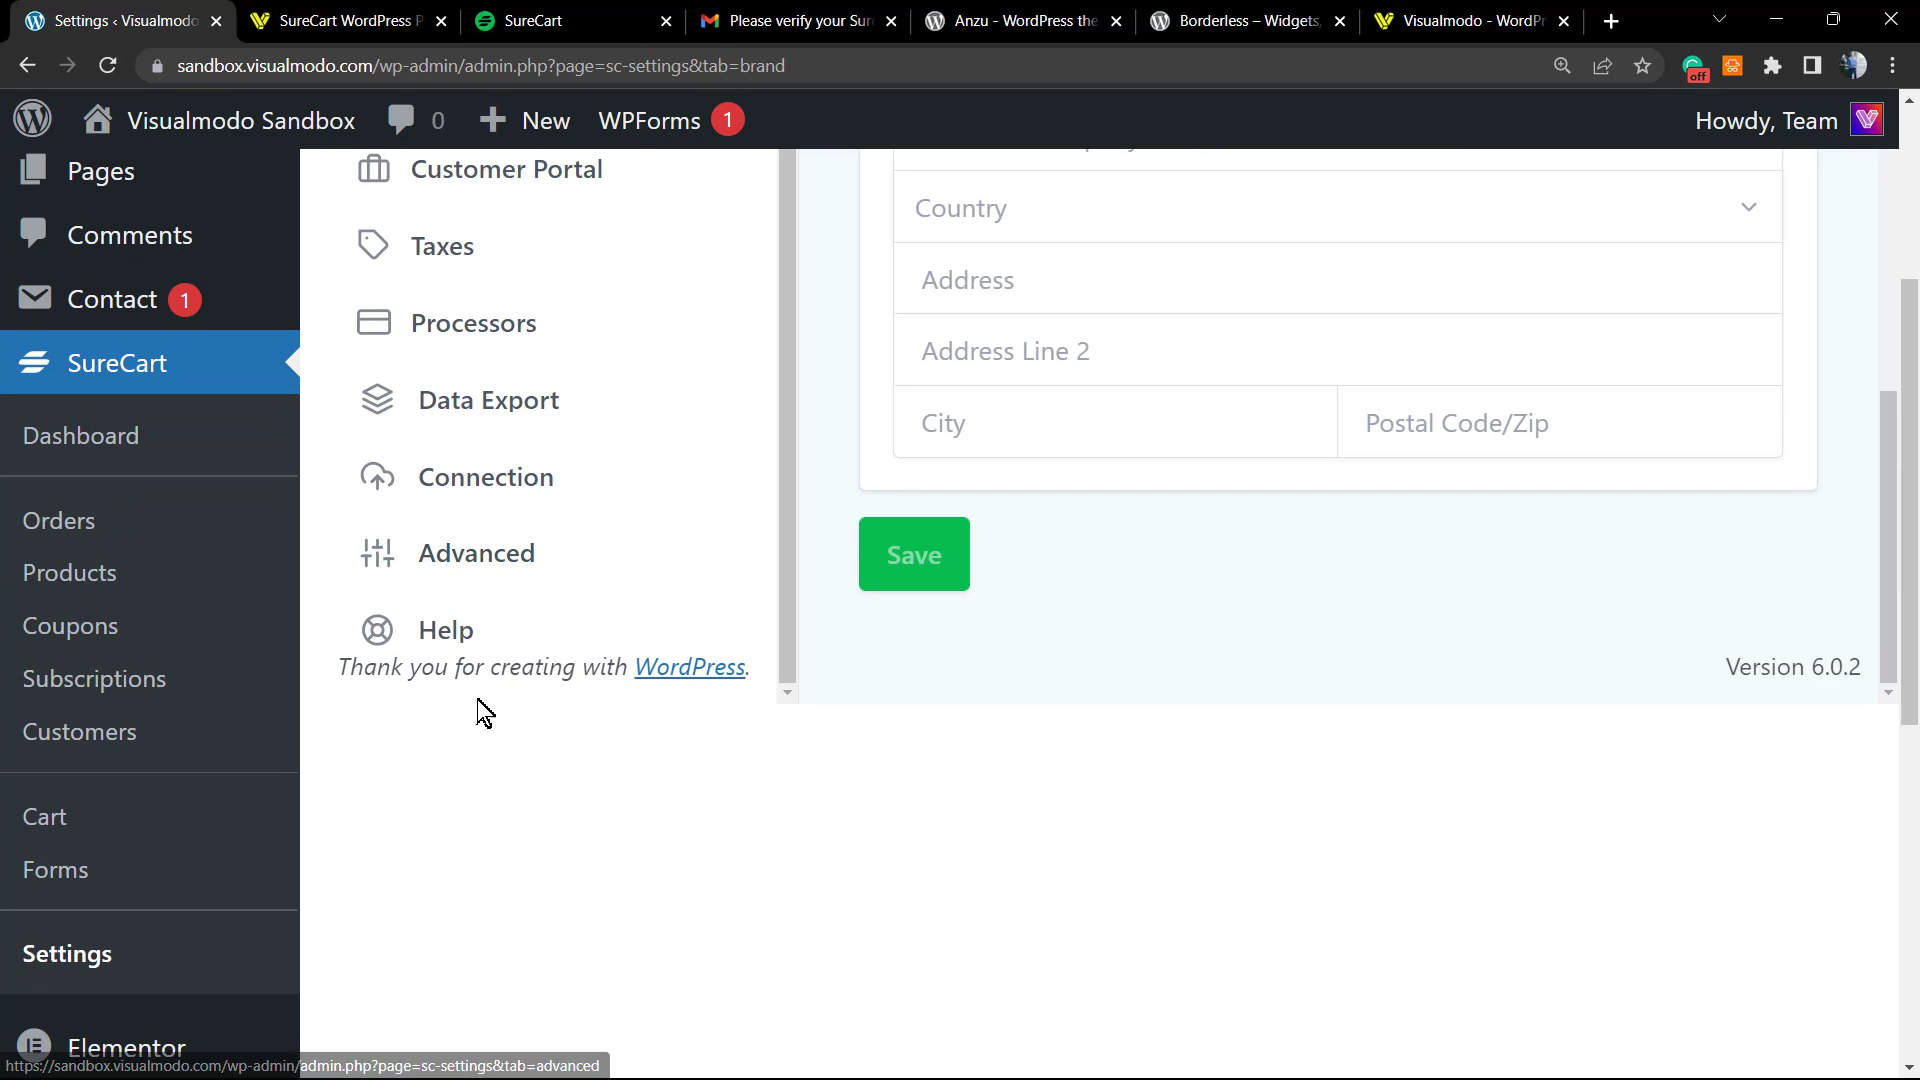 Settings ‹ Visualmodo
SureCart WordPress P
SureCart
Please verify your Sur
Anzu - WordPress the
Borderless – Widgets,
Visualmodo - WordPr
sandbox.visualmodo.com/wp-admin/admin.php?page=sc-settings&tab=brand
off
Visualmodo Sandbox
0
New
WPForms 1
Howdy, Team
Pages
Comments
Contact 1
SureCart
Dashboard
Orders
Products
Coupons
Subscriptions
Customers
Cart
Forms
Settings
Elementor
Customer Portal
Taxes
Processors
Data Export
Connection
Advanced
Help
Thank you for creating with WordPress.
Country
Address
Address Line 2
City
Postal Code/Zip
Save
Version 6.0.2
https://sandbox.visualmodo.com/wp-admin/admin.php?page=sc-settings&tab=advanced